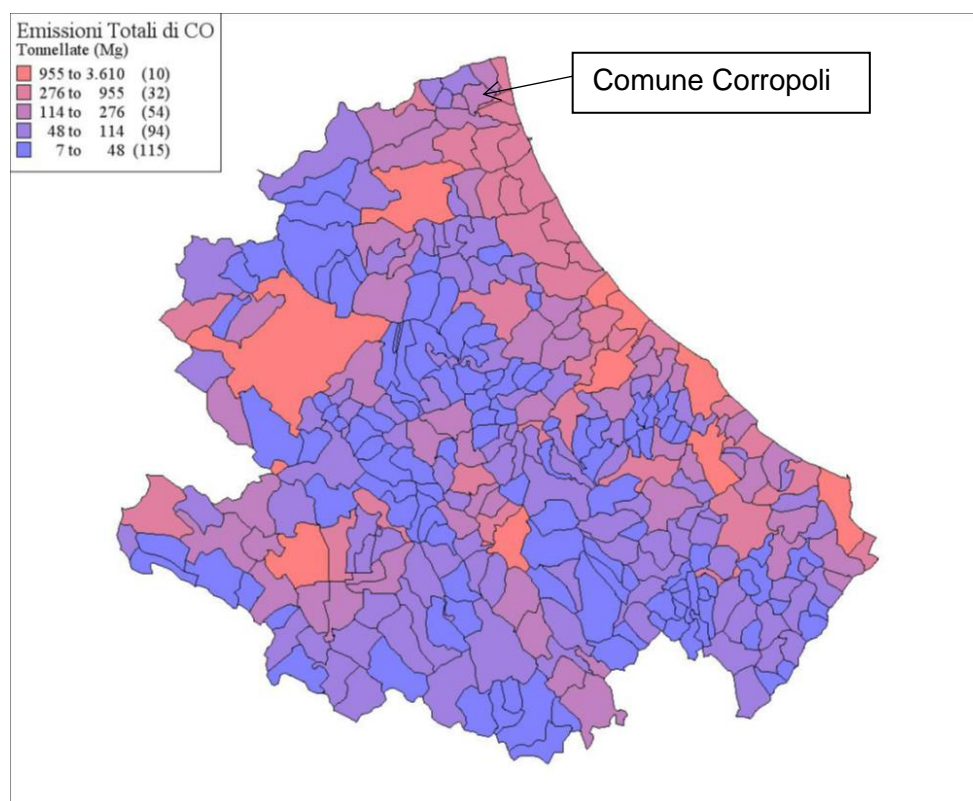 Emissioni Totali di CO
Tonnellate (Mg)
955 to 3.610 (10)
276 to 955 (32)
114 to 276 (54)
48 to 114 (94)
7 to 48 (115)
Comune Corropoli